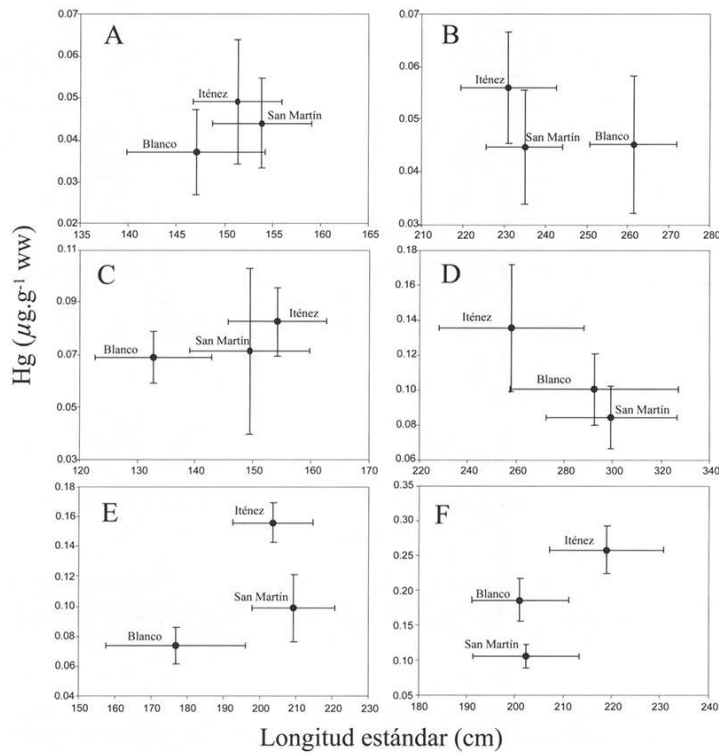 A
0.07
0.06
0.05
0.04
0.03
0.02
Iténez
San Martín
Blanco
135 140 145 150 155 160 165
B
0.07
0.06
0.05
0.04
0.03
Iténez
San Martín
Blanco
210 220 230 240 250 260 270 280
C
0.11
0.09
0.07
0.05
0.03
Iténez
San Martín
Blanco
120 130 140 150 160 170
D
0.18
0.16
0.14
0.12
0.10
0.08
0.06
Iténez
Blanco
San Martín
220 240 260 280 300 320 340
E
0.18
0.16
0.14
0.12
0.10
0.08
0.06
0.04
Iténez
San Martín
Blanco
150 160 170 180 190 200 210 220 230
F
0.35
0.30
0.25
0.20
0.15
0.10
0.05
Iténez
Blanco
San Martín
180 190 200 210 220 230 240
Hg (µg.g-¹ ww)
Longitud estándar (cm)